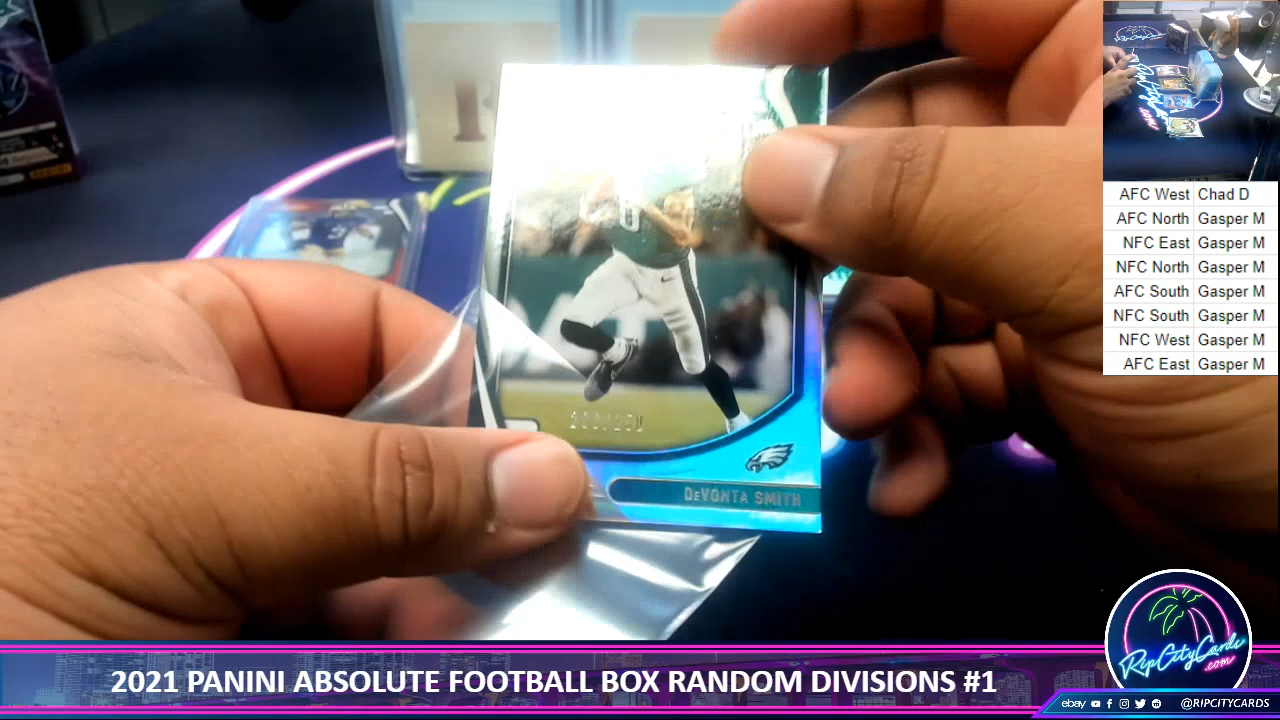 AFC West Chad D
AFC North Gasper M
NFC East Gasper M
NFC North Gasper M
AFC South Gasper M
NFC South Gasper M
NFC West Gasper M
AFC East Gasper M
DEVONTA SMITH
RipCityCards
.com
2021 PANINI ABSOLUTE FOOTBALL BOX RANDOM DIVISIONS #1
ebay @RIPCITYCARDS